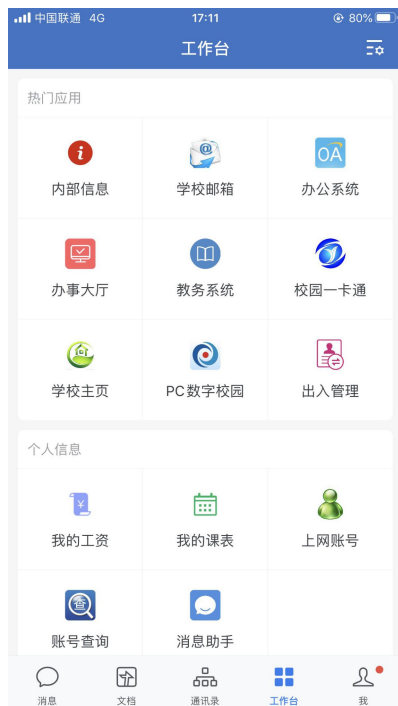 中国联通 4G 17:11 80%
工作台
热门应用
内部信息 学校邮箱 OA 办公系统
办事大厅 教务系统 校园一卡通
学校主页 PC数字校园 出入管理
个人信息
我的工资 我的课表 上网账号
查
账号查询 消息助手
消息 文档 通讯录 工作台 我